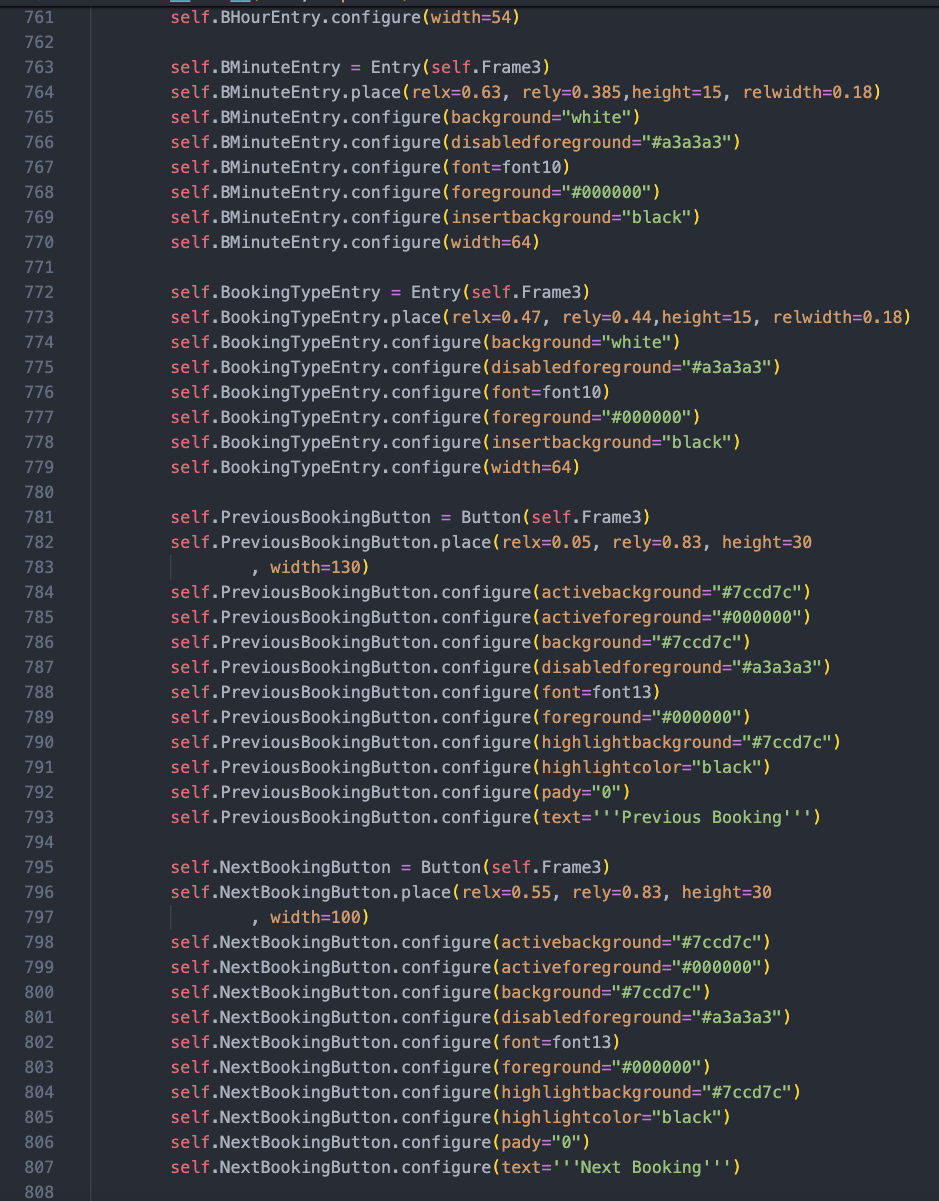 761 self.BHourEntry.configure(width=54)
762
763 self.BMinuteEntry = Entry(self.Frame3)
764 self.BMinuteEntry.place(relx=0.63, rely=0.385,height=15, relwidth=0.18)
765 self.BMinuteEntry.configure(background="white")
766 self.BMinuteEntry.configure(disabledforeground="#a3a3a3")
767 self.BMinuteEntry.configure(font=font10)
768 self.BMinuteEntry.configure(foreground="#000000")
769 self.BMinuteEntry.configure(insertbackground="black")
770 self.BMinuteEntry.configure(width=64)
771
772 self.BookingTypeEntry = Entry(self.Frame3)
773 self.BookingTypeEntry.place(relx=0.47, rely=0.44,height=15, relwidth=0.18)
774 self.BookingTypeEntry.configure(background="white")
775 self.BookingTypeEntry.configure(disabledforeground="#a3a3a3")
776 self.BookingTypeEntry.configure(font=font10)
777 self.BookingTypeEntry.configure(foreground="#000000")
778 self.BookingTypeEntry.configure(insertbackground="black")
779 self.BookingTypeEntry.configure(width=64)
780
781 self.PreviousBookingButton = Button(self.Frame3)
782 self.PreviousBookingButton.place(relx=0.05, rely=0.83, height=30
783 , width=130)
784 self.PreviousBookingButton.configure(activebackground="#7ccd7c")
785 self.PreviousBookingButton.configure(activeforeground="#000000")
786 self.PreviousBookingButton.configure(background="#7ccd7c")
787 self.PreviousBookingButton.configure(disabledforeground="#a3a3a3")
788 self.PreviousBookingButton.configure(font=font13)
789 self.PreviousBookingButton.configure(foreground="#000000")
790 self.PreviousBookingButton.configure(highlightbackground="#7ccd7c")
791 self.PreviousBookingButton.configure(highlightcolor="black")
792 self.PreviousBookingButton.configure(pady="0")
793 self.PreviousBookingButton.configure(text='''Previous Booking''')
794
795 self.NextBookingButton = Button(self.Frame3)
796 self.NextBookingButton.place(relx=0.55, rely=0.83, height=30
797 , width=100)
798 self.NextBookingButton.configure(activebackground="#7ccd7c")
799 self.NextBookingButton.configure(activeforeground="#000000")
800 self.NextBookingButton.configure(background="#7ccd7c")
801 self.NextBookingButton.configure(disabledforeground="#a3a3a3")
802 self.NextBookingButton.configure(font=font13)
803 self.NextBookingButton.configure(foreground="#000000")
804 self.NextBookingButton.configure(highlightbackground="#7ccd7c")
805 self.NextBookingButton.configure(highlightcolor="black")
806 self.NextBookingButton.configure(pady="0")
807 self.NextBookingButton.configure(text='''Next Booking''')
808